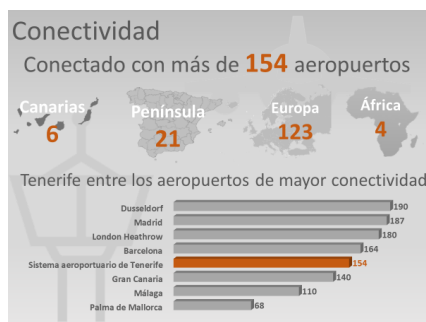 Conectividad
Conectado con más de 154 aeropuertos
Canarias
6
Península
21
Europa
123
África
4
Tenerife entre los aeropuertos de mayor conectividad
Dusseldorf 190
Madrid 187
London Heathrow 180
Barcelona 164
Sistema aeroportuario de Tenerife 154
Gran Canaria 140
Málaga 110
Palma de Mallorca 68